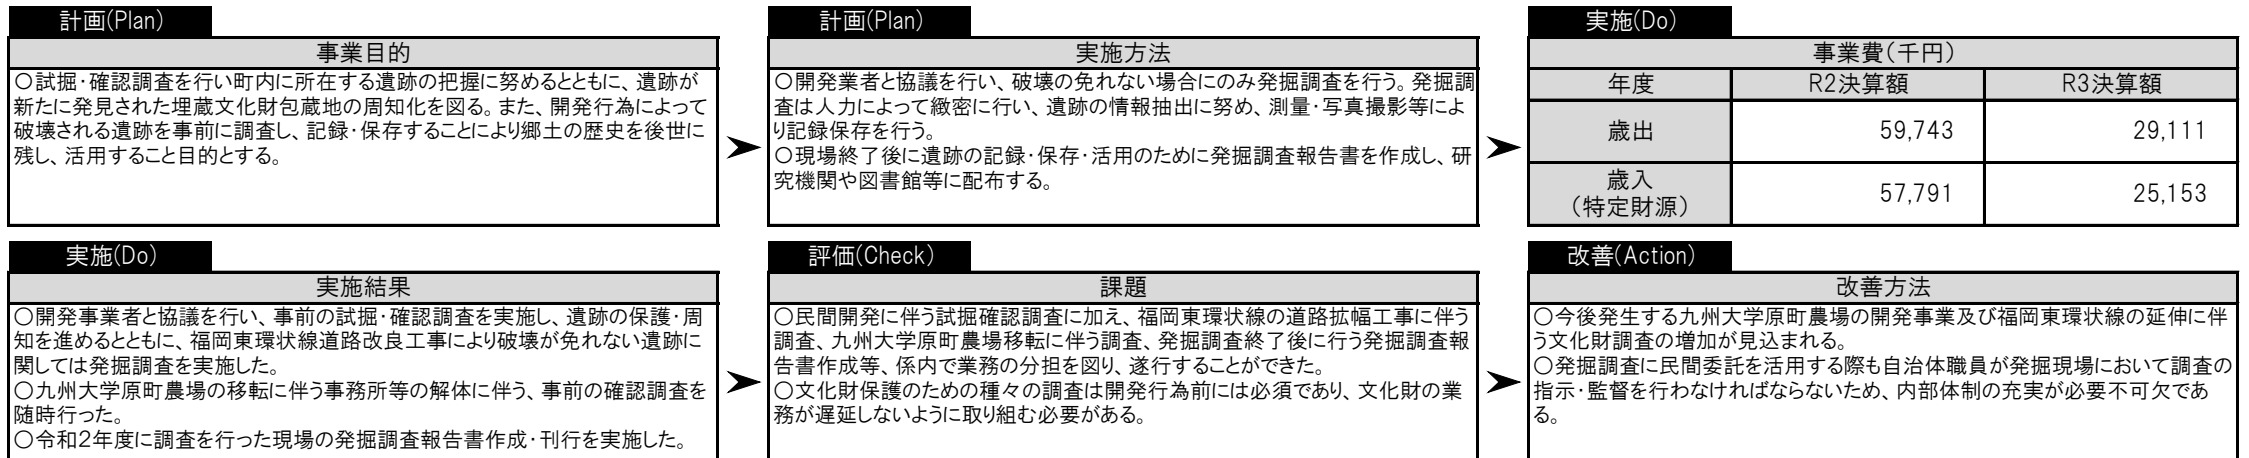 計画(Plan)
事業目的
○試掘・確認調査を行い町内に所在する遺跡の把握に努めるとともに、遺跡が
新たに発見された埋蔵文化財包蔵地の周知化を図る。また、開発行為によって
破壊される遺跡を事前に調査し、記録・保存することにより郷土の歴史を後世に
残し、活用すること目的とする。
計画(Plan)
実施方法
○開発業者と協議を行い、破壊の免れない場合にのみ発掘調査を行う。発掘調
査は人力によって緻密に行い、遺跡の情報抽出に努め、測量・写真撮影等によ
り記録保存を行う。
○現場終了後に遺跡の記録・保存・活用のために発掘調査報告書を作成し、研
究機関や図書館等に配布する。
実施(Do)
事業費(千円)
年度 R2決算額 R3決算額
歳出 59,743 29,111
歳入
(特定財源) 57,791 25,153
実施(Do)
実施結果
○開発事業者と協議を行い、事前の試掘・確認調査を実施し、遺跡の保護・周
知を進めるとともに、福岡東環状線道路改良工事により破壊が免れない遺跡に
関しては発掘調査を実施した。
○九州大学原町農場の移転に伴う事務所等の解体に伴う、事前の確認調査を
随時行った。
○令和2年度に調査を行った現場の発掘調査報告書作成・刊行を実施した。
評価(Check)
課題
○民間開発に伴う試掘確認調査に加え、福岡東環状線の道路拡幅工事に伴う
調査、九州大学原町農場移転に伴う調査、発掘調査終了後に行う発掘調査報
告書作成等、係内で業務の分担を図り、遂行することができた。
○文化財保護のための種々の調査は開発行為前には必須であり、文化財の業
務が遅延しないように取り組む必要がある。
改善(Action)
改善方法
○今後発生する九州大学原町農場の開発事業及び福岡東環状線の延伸に伴
う文化財調査の増加が見込まれる。
○発掘調査に民間委託を活用する際も自治体職員が発掘現場において調査の
指示・監督を行わなければならないため、内部体制の充実が必要不可欠であ
る。